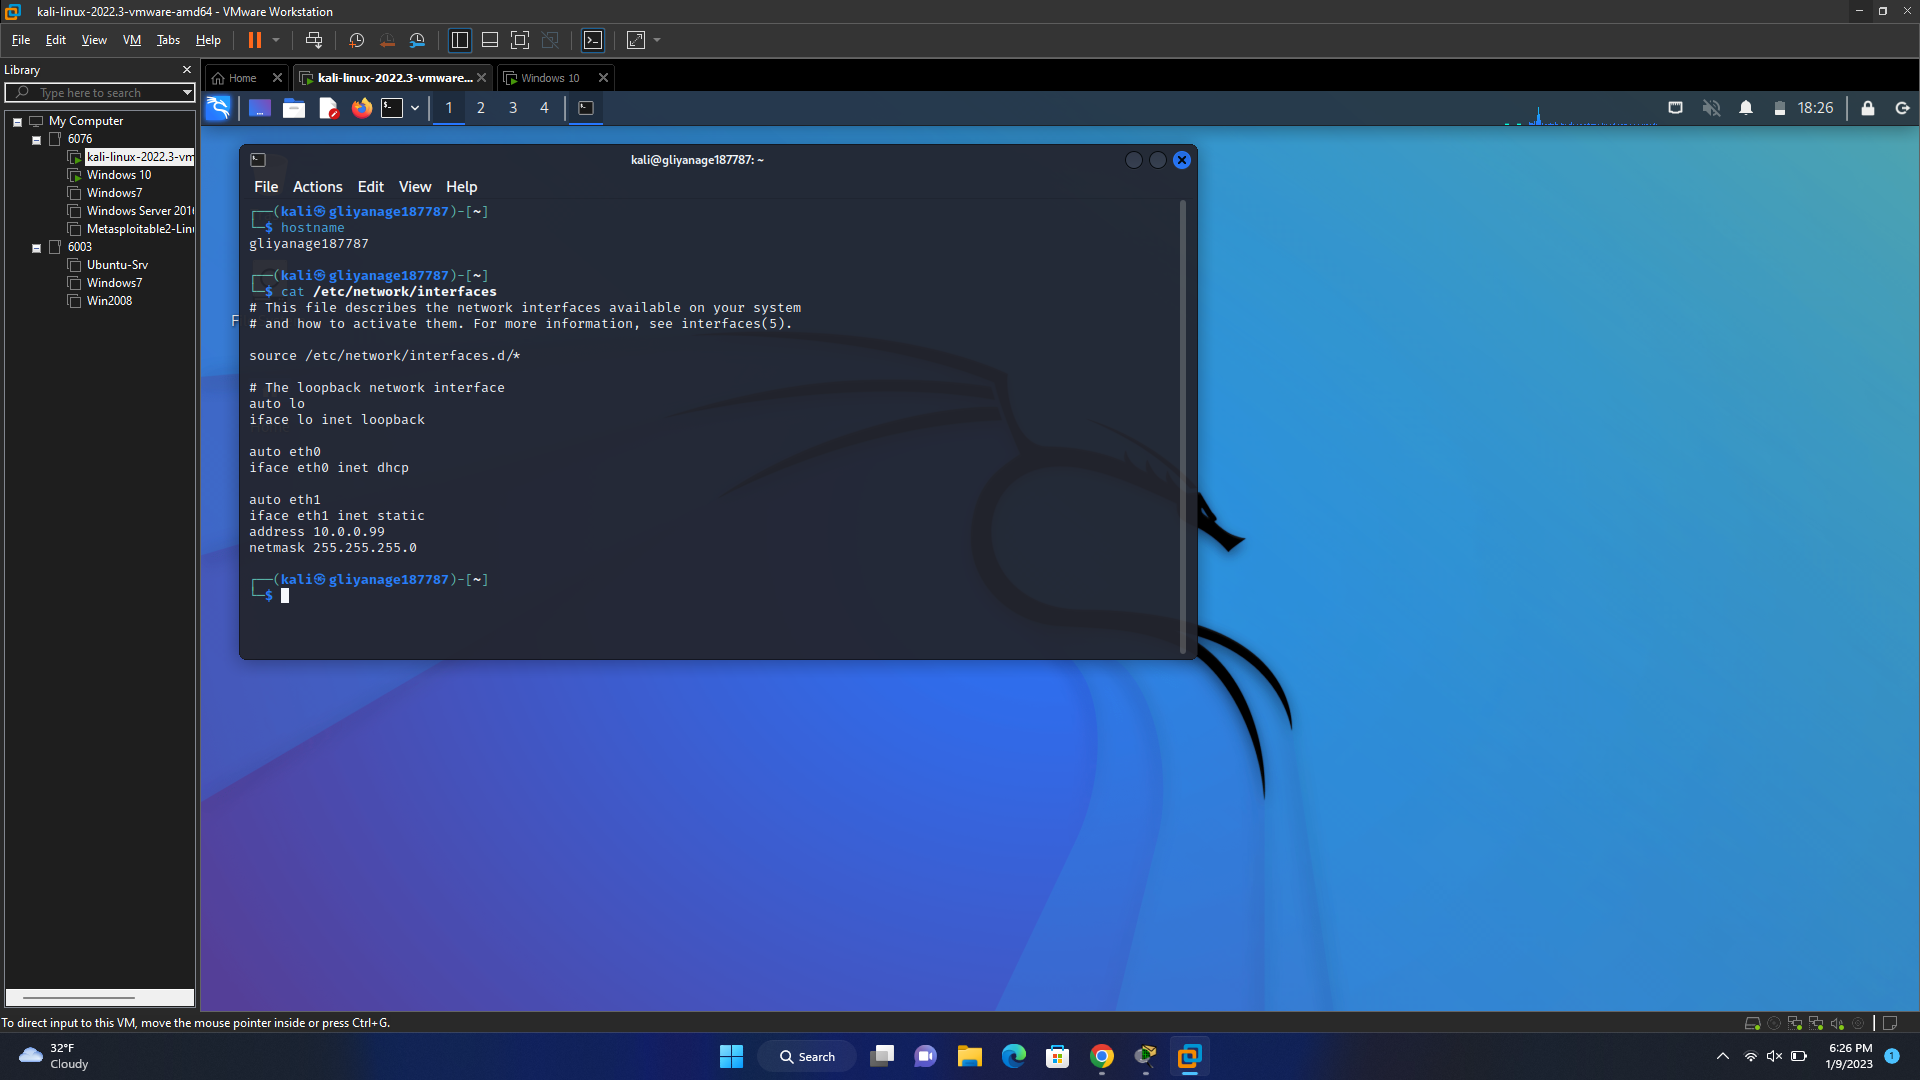 kali-linux-2022.3-vmware-amd64 - VMware Workstation
File Edit View VM Tabs Help
Library
Type here to search
My Computer
6076
kali-linux-2022.3-vm
Windows 10
Windows7
Windows Server 201
Metasploitable2-Lin
6003
Ubuntu-Srv
Windows7
Win2008
Home
kali-linux-2022.3-vmware...
Windows 10
1 2 3 4
18:26
kali@gliyanage187787: ~
File Actions Edit View Help
┌──(kali㉿gliyanage187787)-[~]
└─$ hostname
gliyanage187787
┌──(kali㉿gliyanage187787)-[~]
└─$ cat /etc/network/interfaces
# This file describes the network interfaces available on your system
# and how to activate them. For more information, see interfaces(5).
source /etc/network/interfaces.d/*
# The loopback network interface
auto lo
iface lo inet loopback
auto eth0
iface eth0 inet dhcp
auto eth1
iface eth1 inet static
address 10.0.0.99
netmask 255.255.255.0
┌──(kali㉿gliyanage187787)-[~]
└─$
F
To direct input to this VM, move the mouse pointer inside or press Ctrl+G.
32°F
Cloudy
Search
6:26 PM
1/9/2023
1